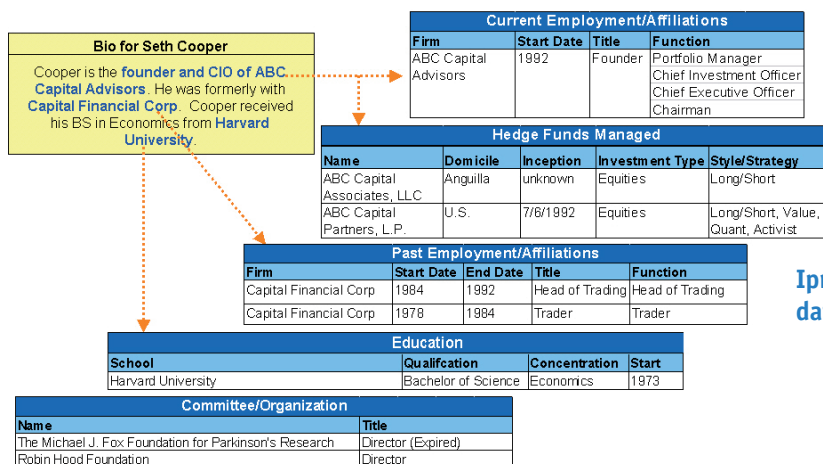 Bio for Seth Cooper
Cooper is the founder and CIO of ABC
Capital Advisors. He was formerly with
Capital Financial Corp. Cooper received
his BS in Economics from Harvard
University.
Current Employment/Affiliations
Firm Start Date Title Function
ABC Capital Advisors 1992 Founder Portfolio Manager
Chief Investment Officer
Chief Executive Officer
Chairman
Hedge Funds Managed
Name Domicile Inception Investment Type Style/Strategy
ABC Capital Associates, LLC Anguilla unknown Equities Long/Short
ABC Capital Partners, L.P. U.S. 7/6/1992 Equities Long/Short, Value, Quant, Activist
Past Employment/Affiliations
Firm Start Date End Date Title Function
Capital Financial Corp 1984 1992 Head of Trading Head of Trading
Capital Financial Corp 1978 1984 Trader Trader
Education
School Qualifcation Concentration Start
Harvard University Bachelor of Science Economics 1973
Committee/Organization
Name Title
The Michael J. Fox Foundation for Parkinson's Research Director (Expired)
Robin Hood Foundation Director